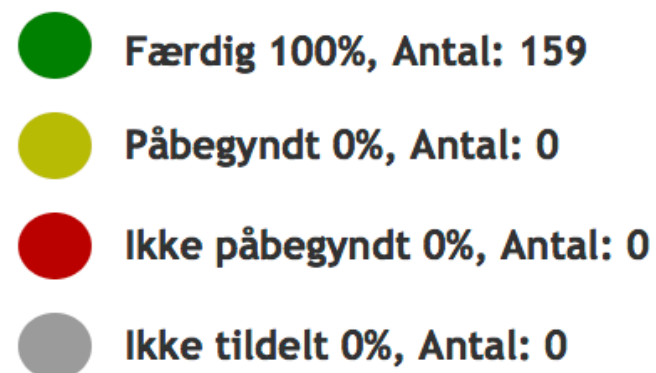 Færdig 100%, Antal: 159
Påbegyndt 0%, Antal: 0
Ikke påbegyndt 0%, Antal: 0
Ikke tildelt 0%, Antal: 0